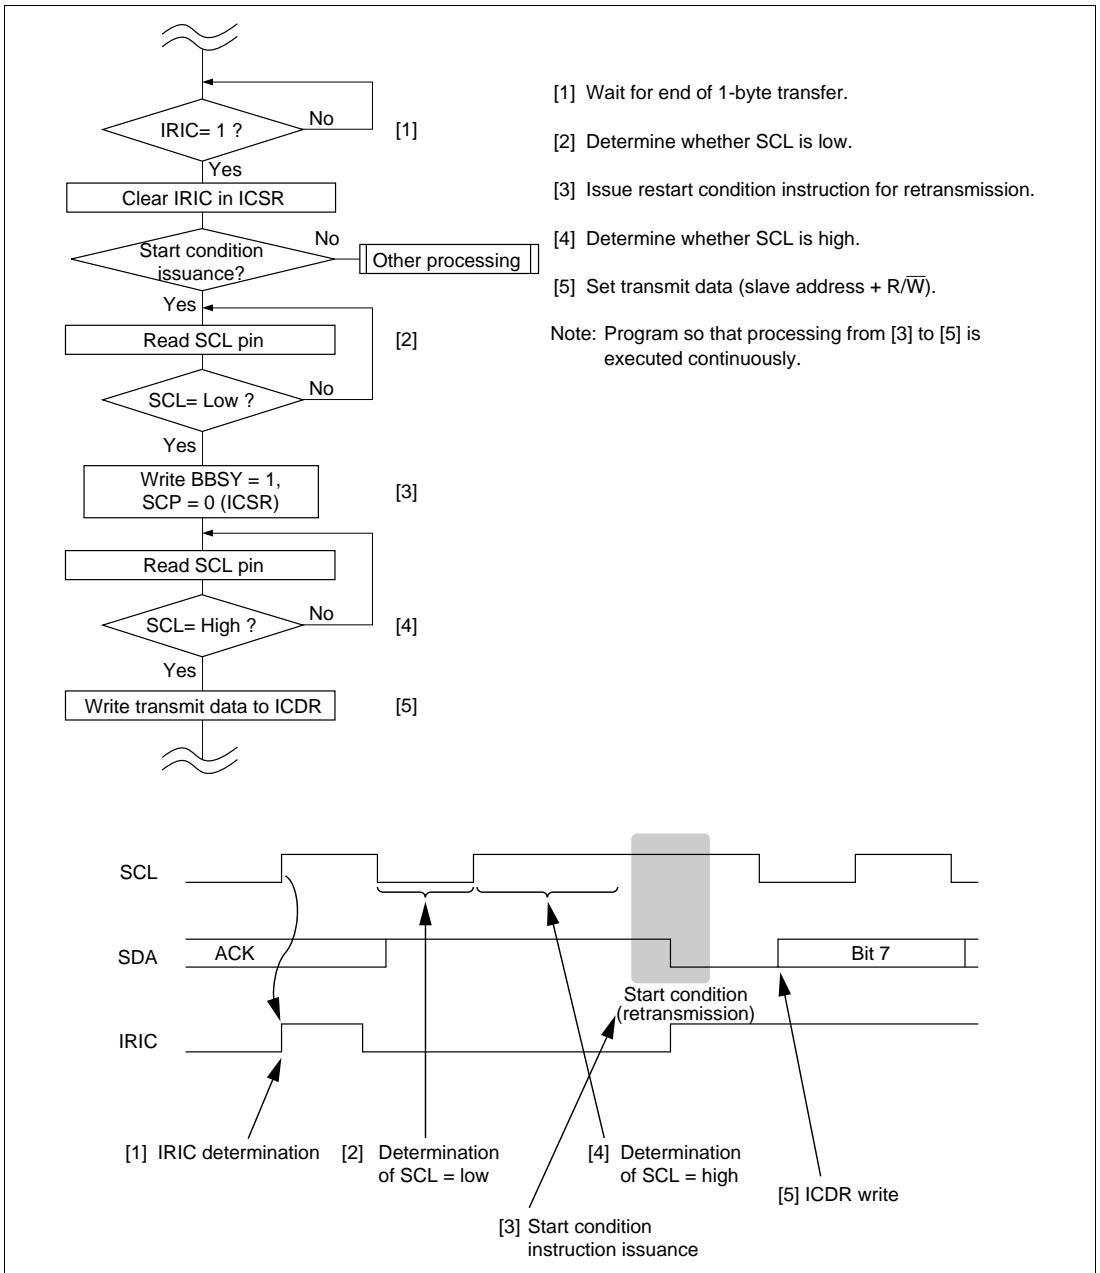 IRIC= 1 ?
No
[1]
Yes
Clear IRIC in ICSR
Start condition
issuance?
No
Other processing
Yes
Read SCL pin
[2]
SCL= Low ?
No
Yes
Write BBSY = 1,
SCP = 0 (ICSR)
[3]
Read SCL pin
SCL= High ?
No
[4]
Yes
Write transmit data to ICDR
[5]
[1] Wait for end of 1-byte transfer.
[2] Determine whether SCL is low.
[3] Issue restart condition instruction for retransmission.
[4] Determine whether SCL is high.
[5] Set transmit data (slave address + R/W̅).
Note: Program so that processing from [3] to [5] is
executed continuously.
SCL
SDA
ACK
Bit 7
Start condition
(retransmission)
IRIC
[1] IRIC determination
[2] Determination
of SCL = low
[4] Determination
of SCL = high
[5] ICDR write
[3] Start condition
instruction issuance